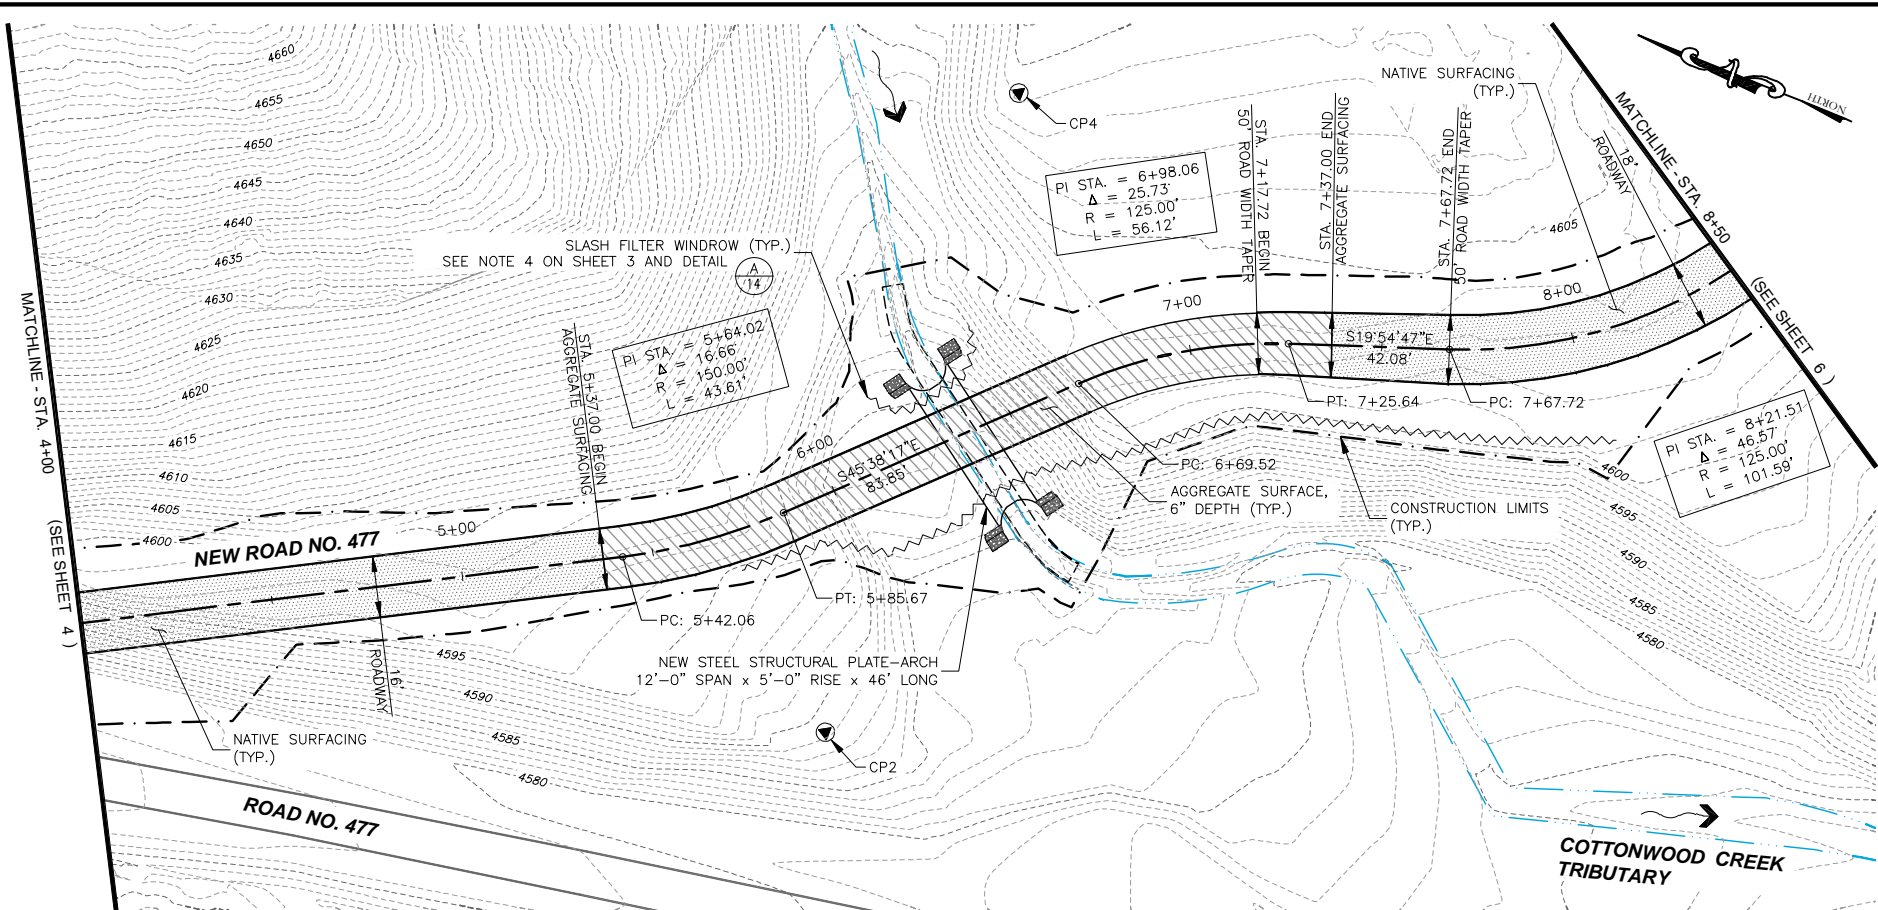 4660
4655
4650
4645
4640
4635
4630
4625
4620
4615
4610
4605
4600
MATCHLINE - STA. 4+00
(SEE SHEET 4 )
SLASH FILTER WINDROW (TYP.)
SEE NOTE 4 ON SHEET 3 AND DETAIL
A
14
PI STA. = 5+64.02
Δ = 16.66°
R = 150.00'
L = 43.61'
STA. 5+37.00 BEGIN
AGGREGATE SURFACING
CP4
PI STA. = 6+98.06
Δ = 25.73°
R = 125.00'
L = 56.12'
STA. 7+17.72 BEGIN
50' ROAD WIDTH TAPER
STA. 7+37.00 END
AGGREGATE SURFACING
STA. 7+67.72 END
50' ROAD WIDTH TAPER
NATIVE SURFACING
(TYP.)
18'
ROADWAY
MATCHLINE - STA. 8+50
(SEE SHEET 6 )
NORTH
4605
7+00
8+00
S19°54'47"E
42.08'
PT: 7+25.64
PC: 7+67.72
PI STA. = 8+21.51
Δ = 46.57°
R = 125.00'
L = 101.59'
6+00
S45°38'17"E
83.85'
PC: 6+69.52
AGGREGATE SURFACE,
6" DEPTH (TYP.)
CONSTRUCTION LIMITS
(TYP.)
4600
4595
4590
4585
4580
NEW ROAD NO. 477
5+00
PT: 5+85.67
PC: 5+42.06
NEW STEEL STRUCTURAL PLATE-ARCH
12'-0" SPAN x 5'-0" RISE x 46' LONG
16'
ROADWAY
4595
4590
4585
4580
NATIVE SURFACING
(TYP.)
CP2
ROAD NO. 477
COTTONWOOD CREEK
TRIBUTARY